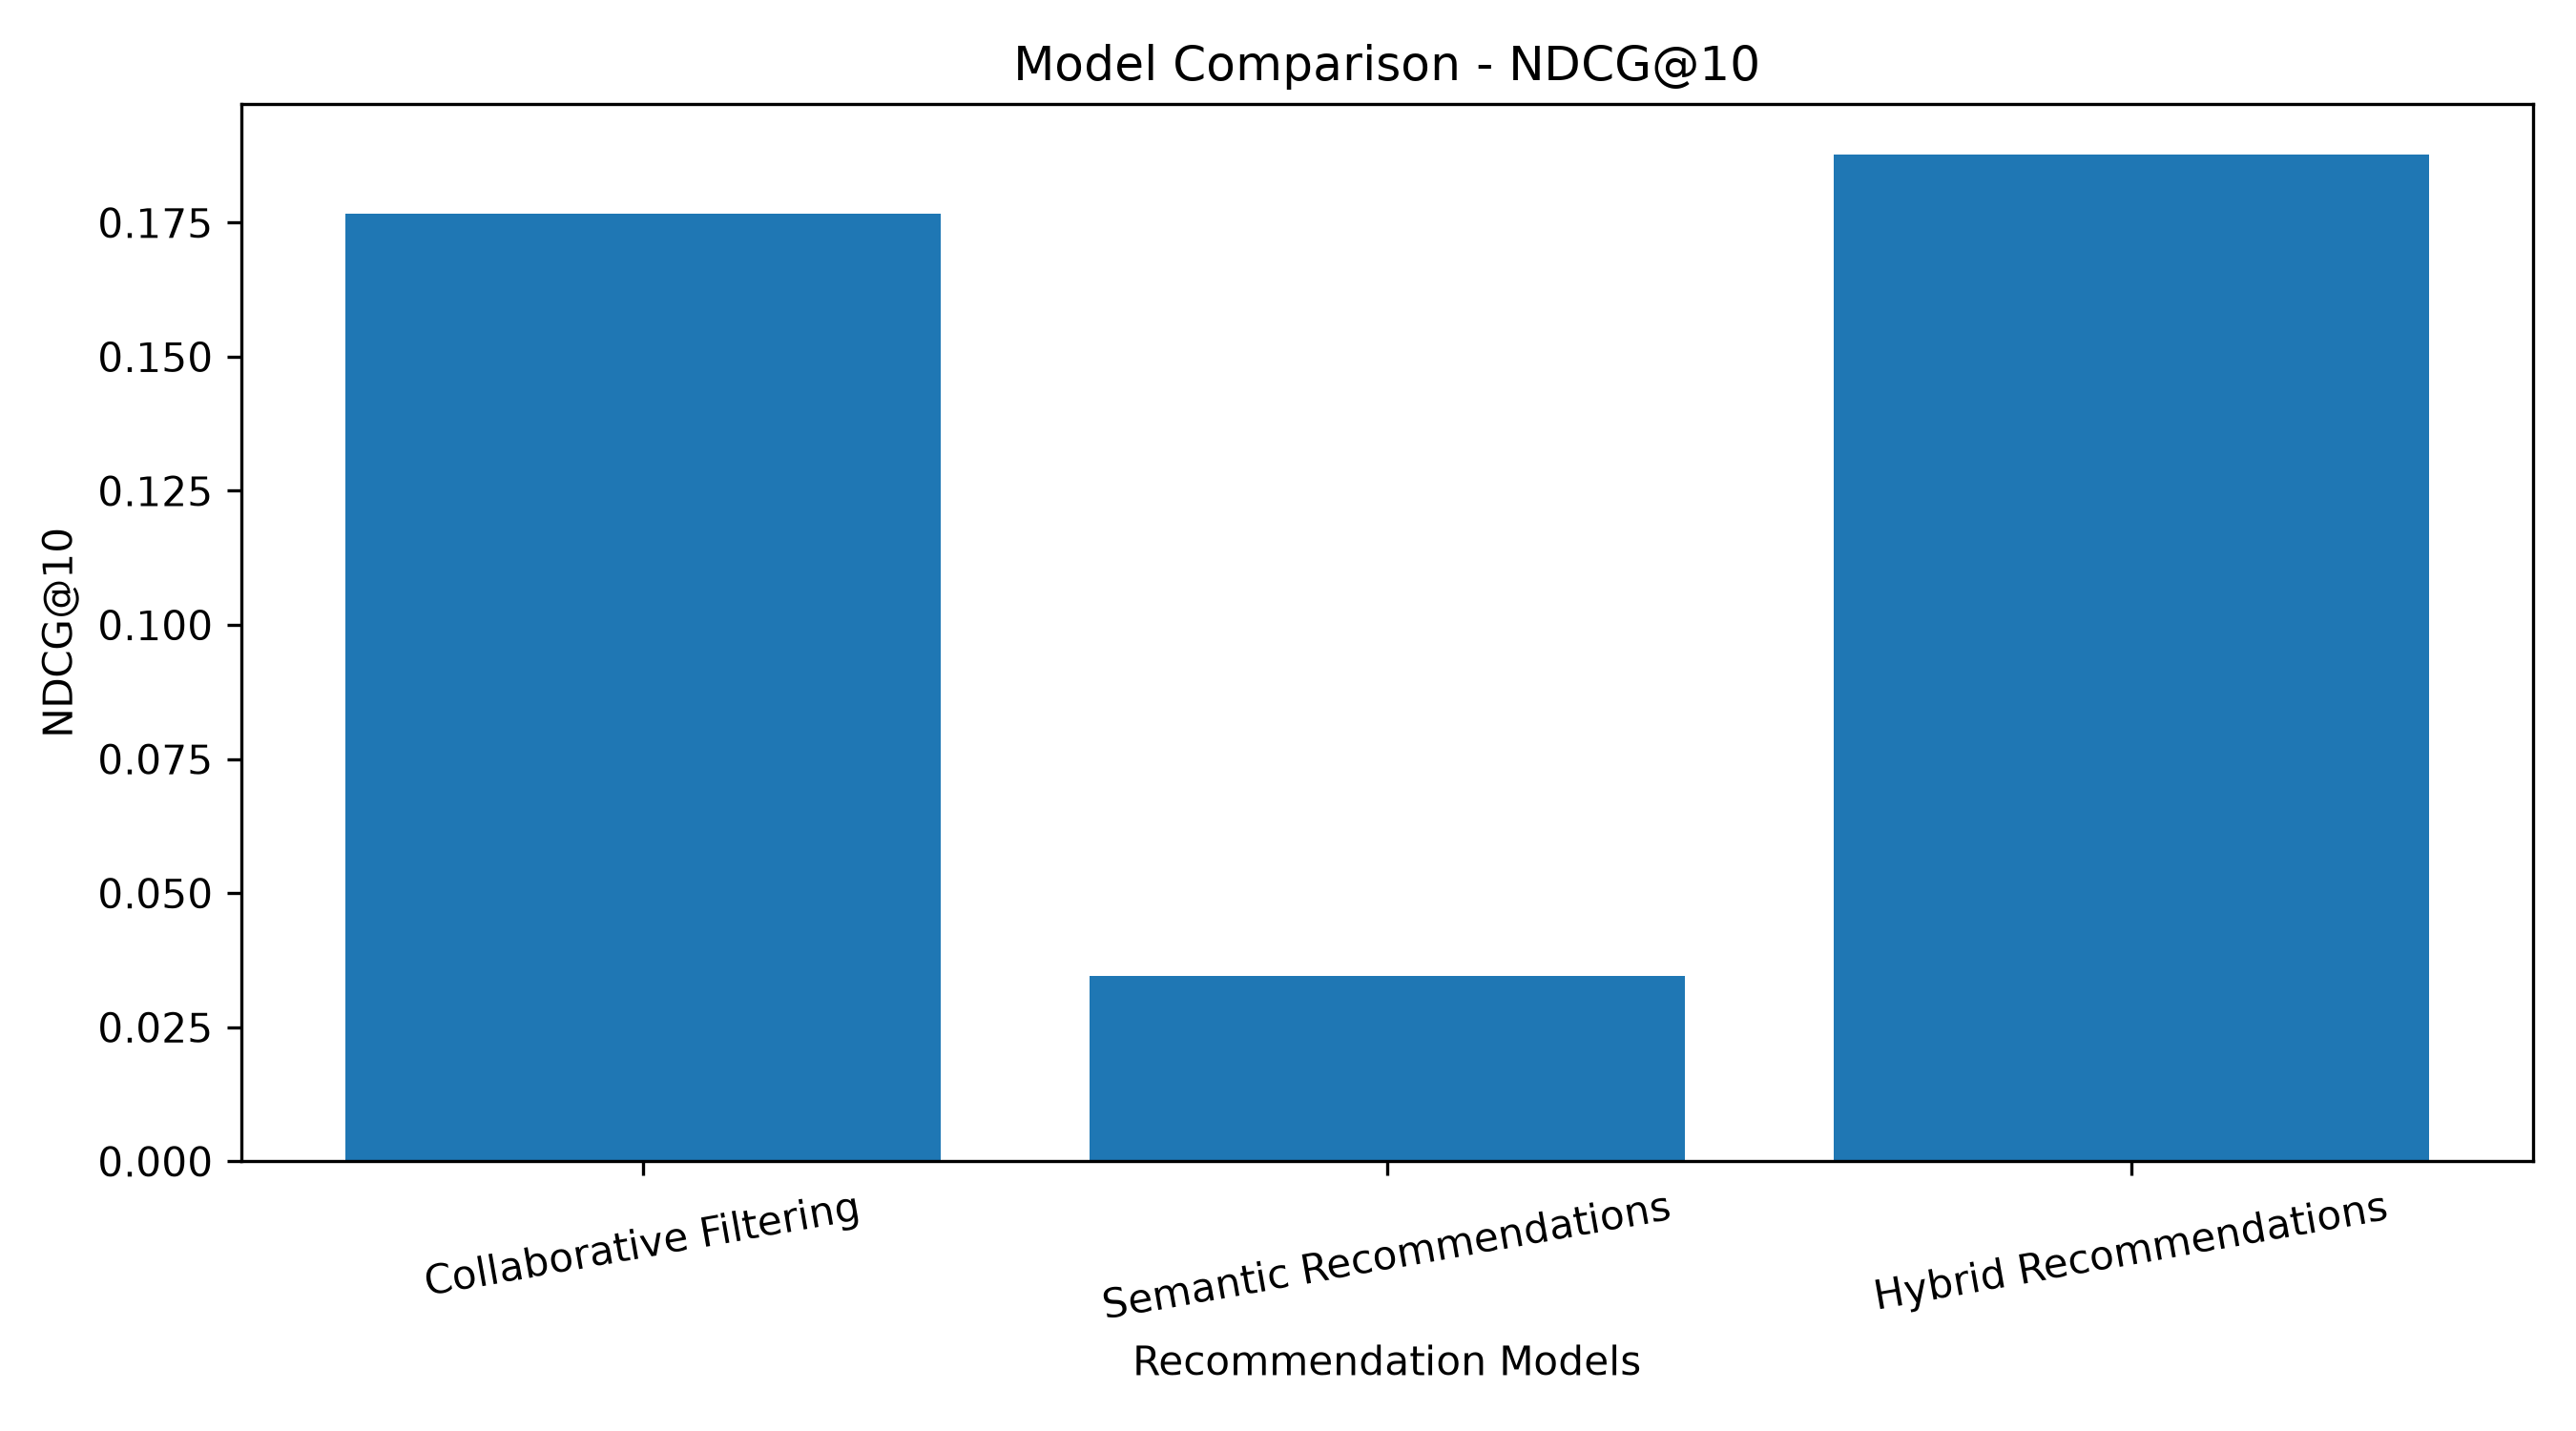 Model Comparison - NDCG@10
NDCG@10
0.175
0.150
0.125
0.100
0.075
0.050
0.025
0.000
Collaborative Filtering
Semantic Recommendations
Hybrid Recommendations
Recommendation Models